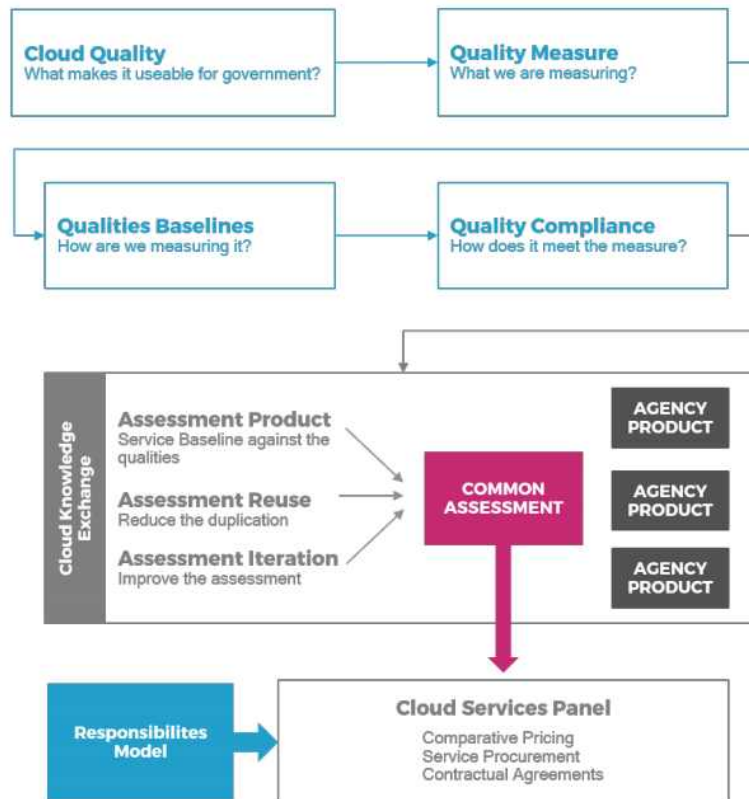 Cloud Quality
What makes it useable for government?
Quality Measure
What we are measuring?
Qualities Baselines
How are we measuring it?
Quality Compliance
How does it meet the measure?
Cloud Knowledge
Exchange
Assessment Product
Service Baseline against the
qualities
Assessment Reuse
Reduce the duplication
Assessment Iteration
Improve the assessment
COMMON
ASSESSMENT
AGENCY
PRODUCT
AGENCY
PRODUCT
AGENCY
PRODUCT
Responsibilites
Model
Cloud Services Panel
Comparative Pricing
Service Procurement
Contractual Agreements